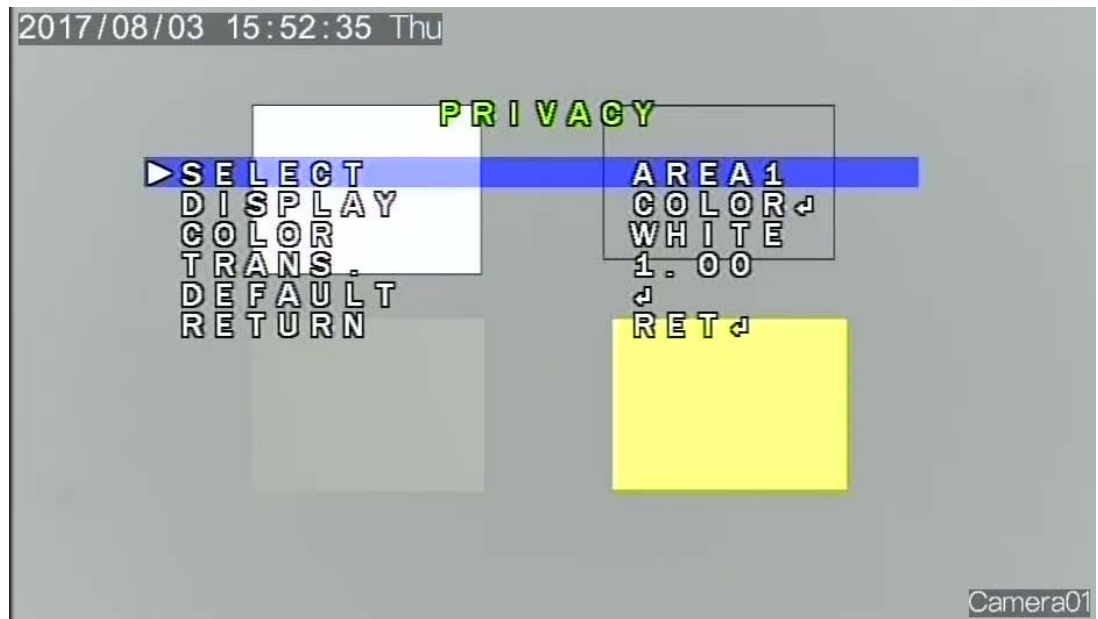 2017/08/03 15:52:35 Thu
PRIVACY
▷SELECT AREA1
DISPLAY COLOR↲
COLOR WHITE
TRANS. 1.00
DEFAULT ↲
RETURN RET↲
Camera01